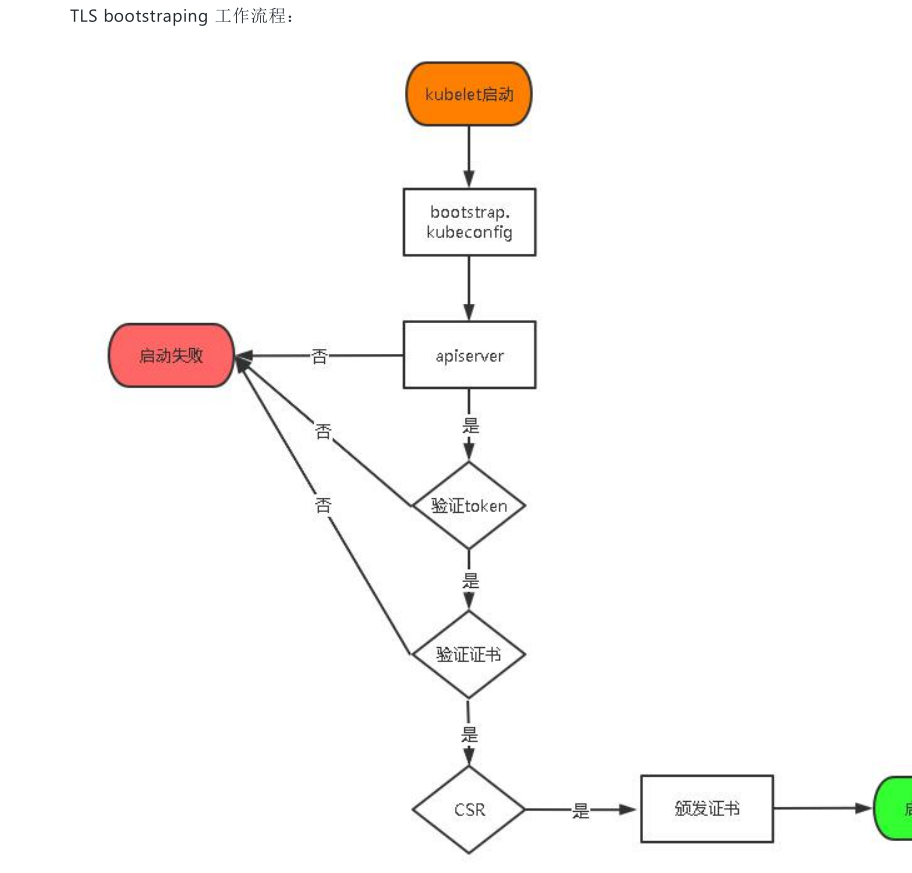 TLS bootstraping 工作流程：
kubelet启动
bootstrap.
kubeconfig
启动失败
否
apiserver
是
否
验证token
否
是
验证证书
是
CSR
是
颁发证书